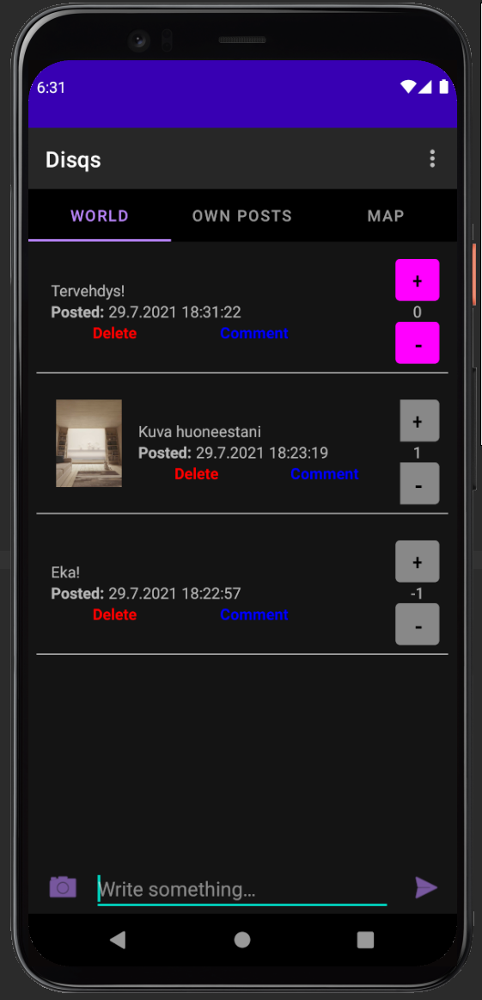 6:31
Disqs
WORLD OWN POSTS MAP
+
Tervehdys!
Posted: 29.7.2021 18:31:22 0
Delete Comment
-
+
Kuva huoneestani
Posted: 29.7.2021 18:23:19 1
Delete Comment
-
+
Eka!
Posted: 29.7.2021 18:22:57 -1
Delete Comment
-
Write something…